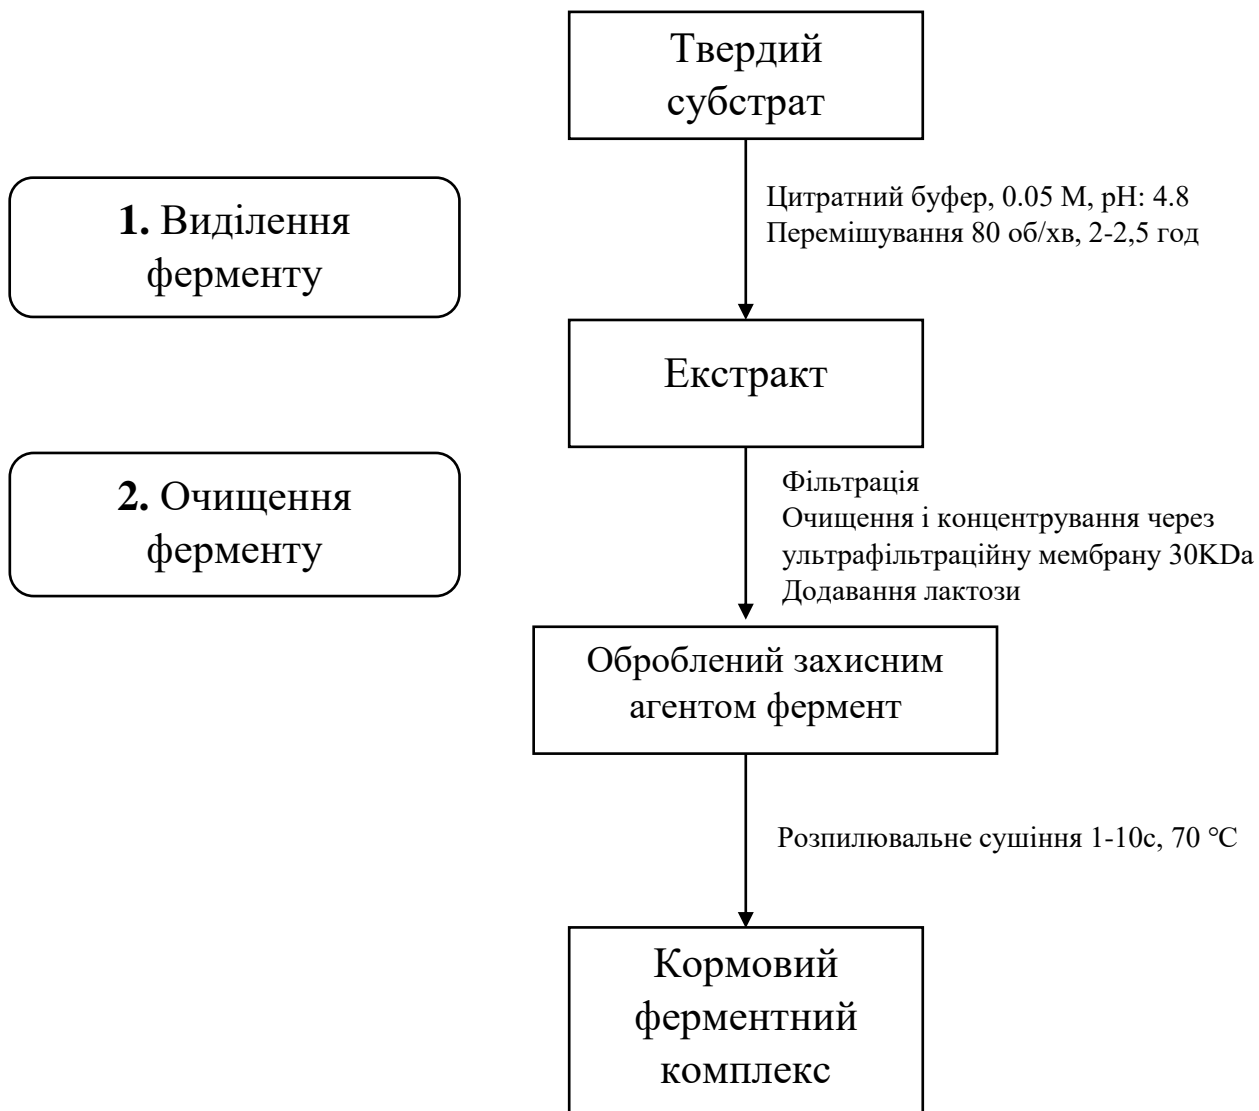 Твердий
субстрат
1. Виділення
ферменту
Цитратний буфер, 0.05 М, pH: 4.8
Перемішування 80 об/хв, 2-2,5 год
Екстракт
2. Очищення
ферменту
Фільтрація
Очищення і концентрування через
ультрафільтраційну мембрану 30KDa
Додавання лактози
Оброблений захисним
агентом фермент
Розпилювальне сушіння 1-10с, 70 °С
Кормовий
ферментний
комплекс